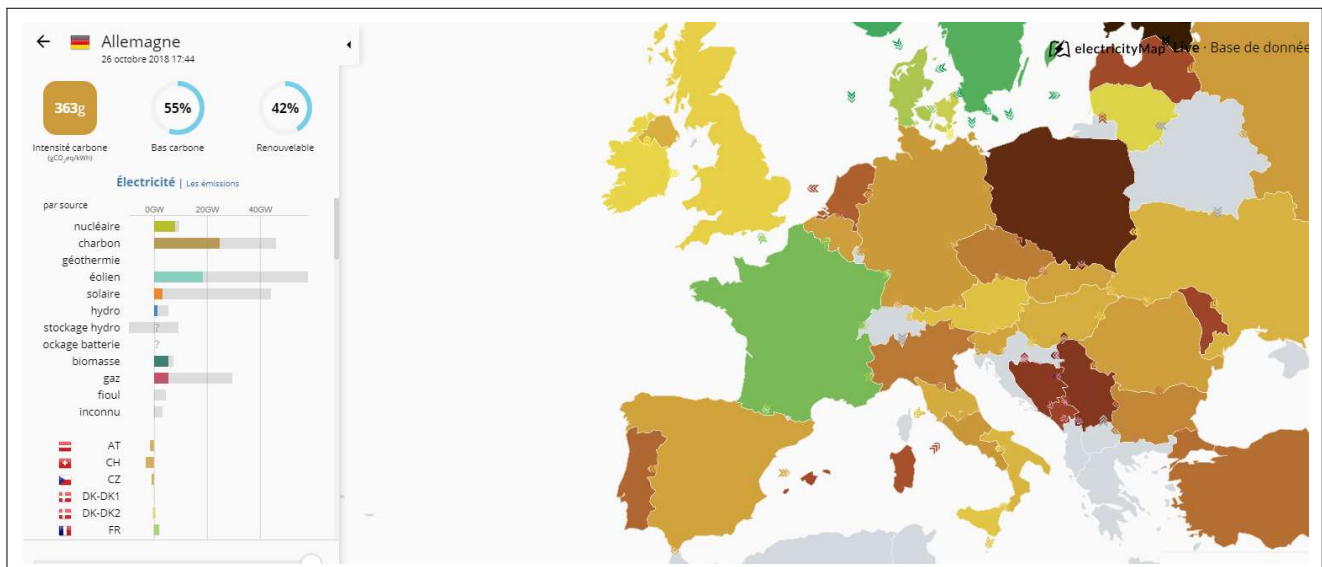 ← Allemagne
26 octobre 2018 17:44
363g
55%
42%
Intensité carbone
(gCO₂eq/kWh)
Bas carbone
Renouvelable
Électricité | Les émissions
par source
0GW 20GW 40GW
nucléaire
charbon
géothermie
éolien
solaire
hydro
stockage hydro ?
ockage batterie ?
biomasse
gaz
fioul
inconnu
AT
CH
CZ
DK-DK1
DK-DK2
FR
electricityMap Live · Base de donnée